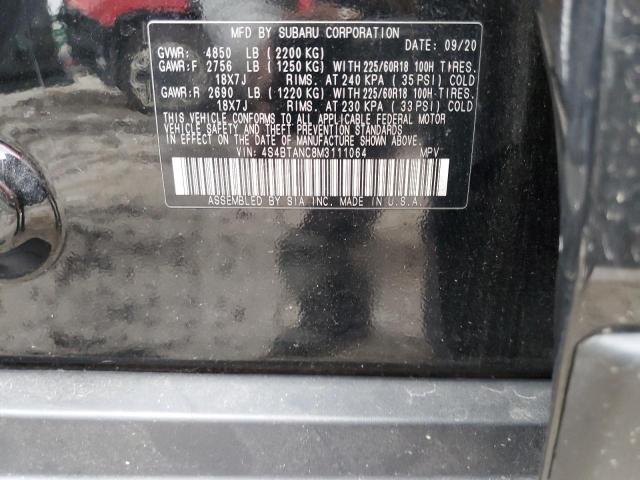 MFD BY SUBARU CORPORATION
DATE: 09/20
GVWR: 4850 LB (2200 KG)
GAWR:F 2756 LB (1250 KG) WITH 225/60R18 100H TIRES.
18X7J RIMS. AT 240 KPA (35 PSI) COLD
GAWR:R 2690 LB (1220 KG) WITH 225/60R18 100H TIRES.
18X7J RIMS. AT 230 KPA (33 PSI) COLD
THIS VEHICLE CONFORMS TO ALL APPLICABLE FEDERAL MOTOR
VEHICLE SAFETY AND THEFT PREVENTION STANDARDS
IN EFFECT ON THE DATE OF MANUFACTURE SHOWN ABOVE.
VIN: 4S4BTANC8M3111064 MPV
ASSEMBLED BY SIA INC. MADE IN U.S.A.